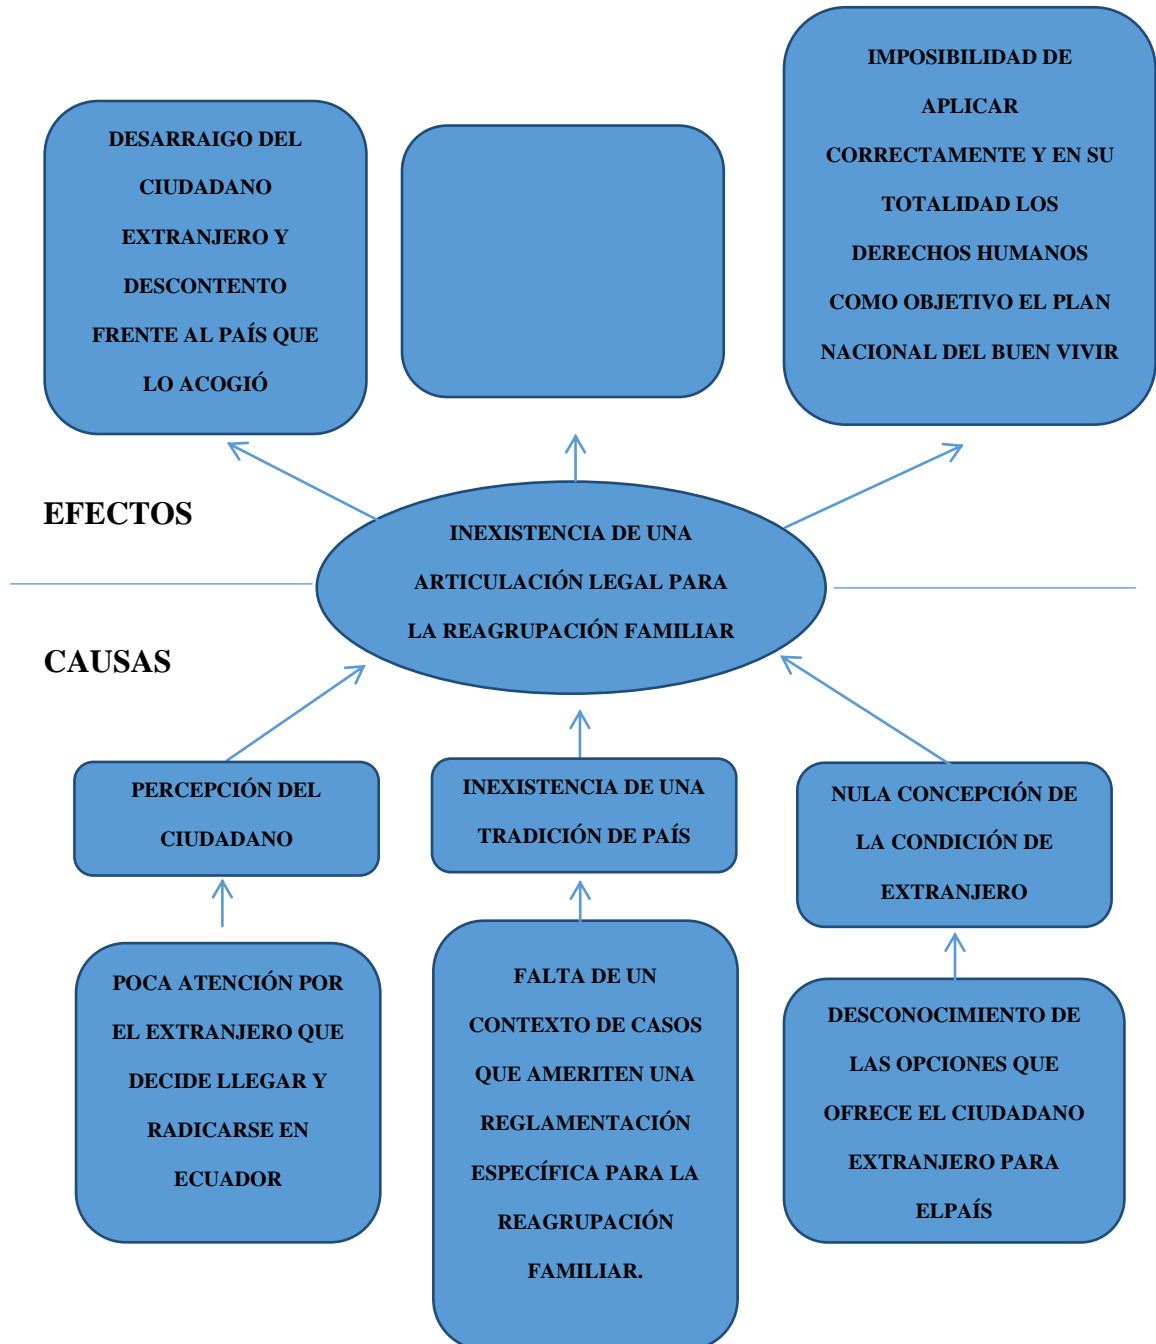 DESARRAIGO DEL
CIUDADANO
EXTRANJERO Y
DESCONTENTO
FRENTE AL PAÍS QUE
LO ACOGIÓ
IMPOSIBILIDAD DE
APLICAR
CORRECTAMENTE Y EN SU
TOTALIDAD LOS
DERECHOS HUMANOS
COMO OBJETIVO EL PLAN
NACIONAL DEL BUEN VIVIR
EFECTOS
INEXISTENCIA DE UNA
ARTICULACIÓN LEGAL PARA
LA REAGRUPACIÓN FAMILIAR
CAUSAS
PERCEPCIÓN DEL
CIUDADANO
INEXISTENCIA DE UNA
TRADICIÓN DE PAÍS
NULA CONCEPCIÓN DE
LA CONDICIÓN DE
EXTRANJERO
POCA ATENCIÓN POR
EL EXTRANJERO QUE
DECIDE LLEGAR Y
RADICARSE EN
ECUADOR
FALTA DE UN
CONTEXTO DE CASOS
QUE AMERITEN UNA
REGLAMENTACIÓN
ESPECÍFICA PARA LA
REAGRUPACIÓN
FAMILIAR.
DESCONOCIMIENTO DE
LAS OPCIONES QUE
OFRECE EL CIUDADANO
EXTRANJERO PARA
ELPAÍS